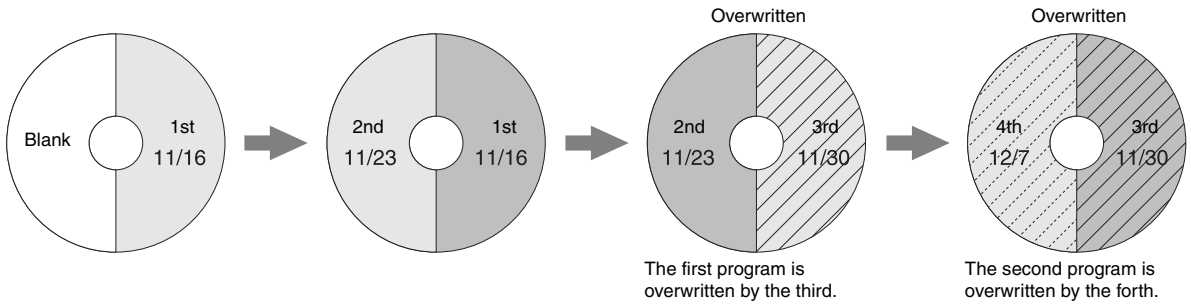 Overwritten
Overwritten
Blank
1st
11/16
2nd
11/23
1st
11/16
2nd
11/23
3rd
11/30
4th
12/7
3rd
11/30
The first program is
overwritten by the third.
The second program is
overwritten by the forth.